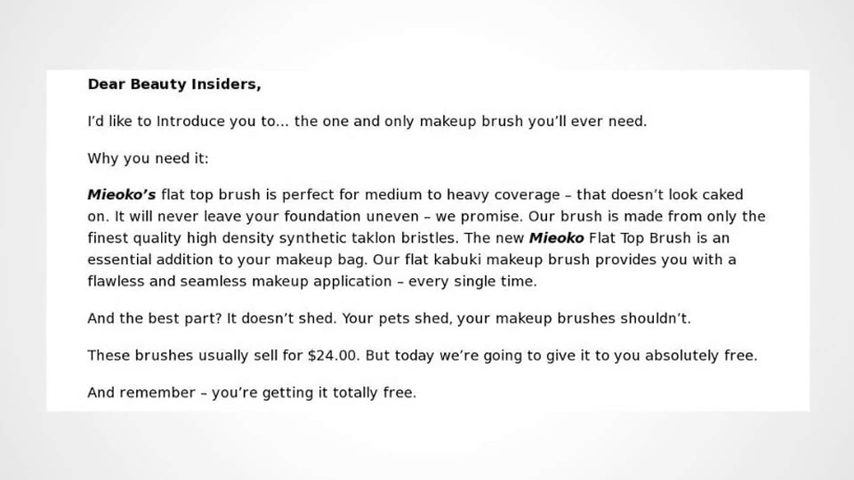 Dear Beauty Insiders,
I’d like to Introduce you to... the one and only makeup brush you’ll ever need.
Why you need it:
Mieoko’s flat top brush is perfect for medium to heavy coverage – that doesn’t look caked
on. It will never leave your foundation uneven – we promise. Our brush is made from only the
finest quality high density synthetic taklon bristles. The new Mieoko Flat Top Brush is an
essential addition to your makeup bag. Our flat kabuki makeup brush provides you with a
flawless and seamless makeup application – every single time.
And the best part? It doesn’t shed. Your pets shed, your makeup brushes shouldn’t.
These brushes usually sell for $24.00. But today we’re going to give it to you absolutely free.
And remember – you’re getting it totally free.